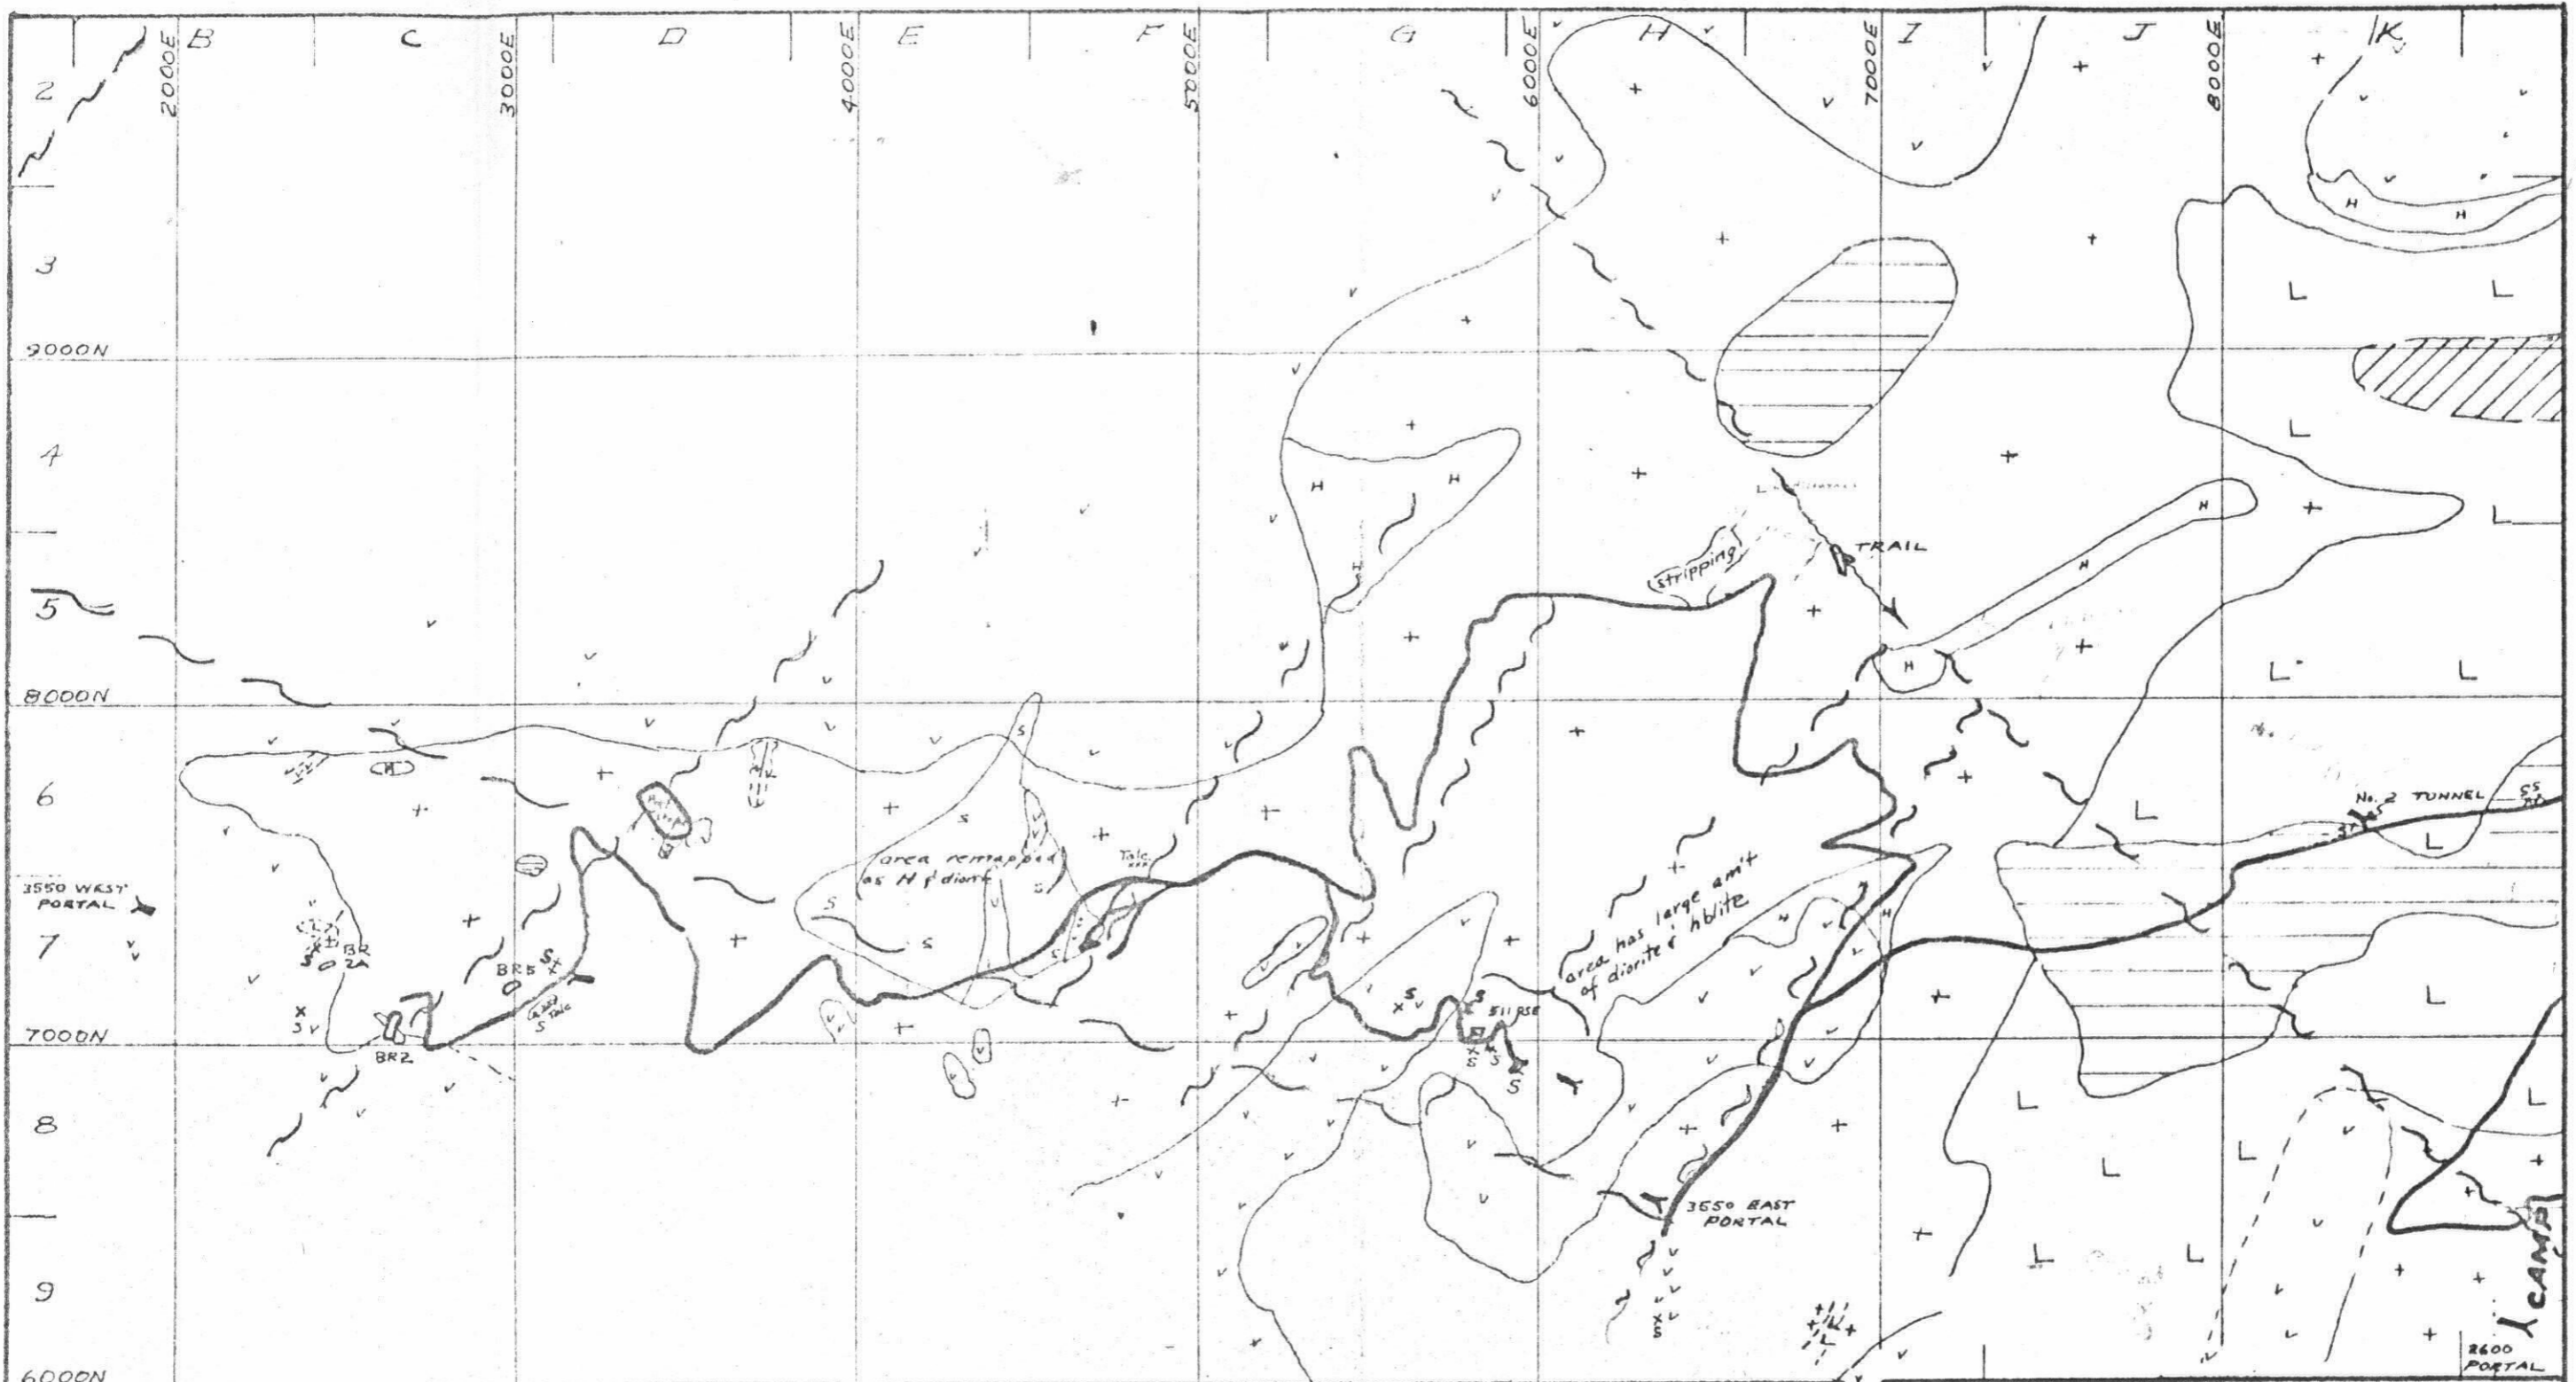 B C D E F G H I J K
2000E 3000E 4000E 5000E 6000E 7000E 8000E
2
3
9000N
4
stripping
TRAIL
5
8000N
6
No. 2 TUNNEL
Talc
area remapped
as H & diorite
3550 WEST
PORTAL
area has large am't
of diorite & hblite
7
BR
2A
BR5
S Talc
511 RSE
7000N
BR2
8
3550 EAST
PORTAL
9
CAMP
2600
PORTAL
6000N